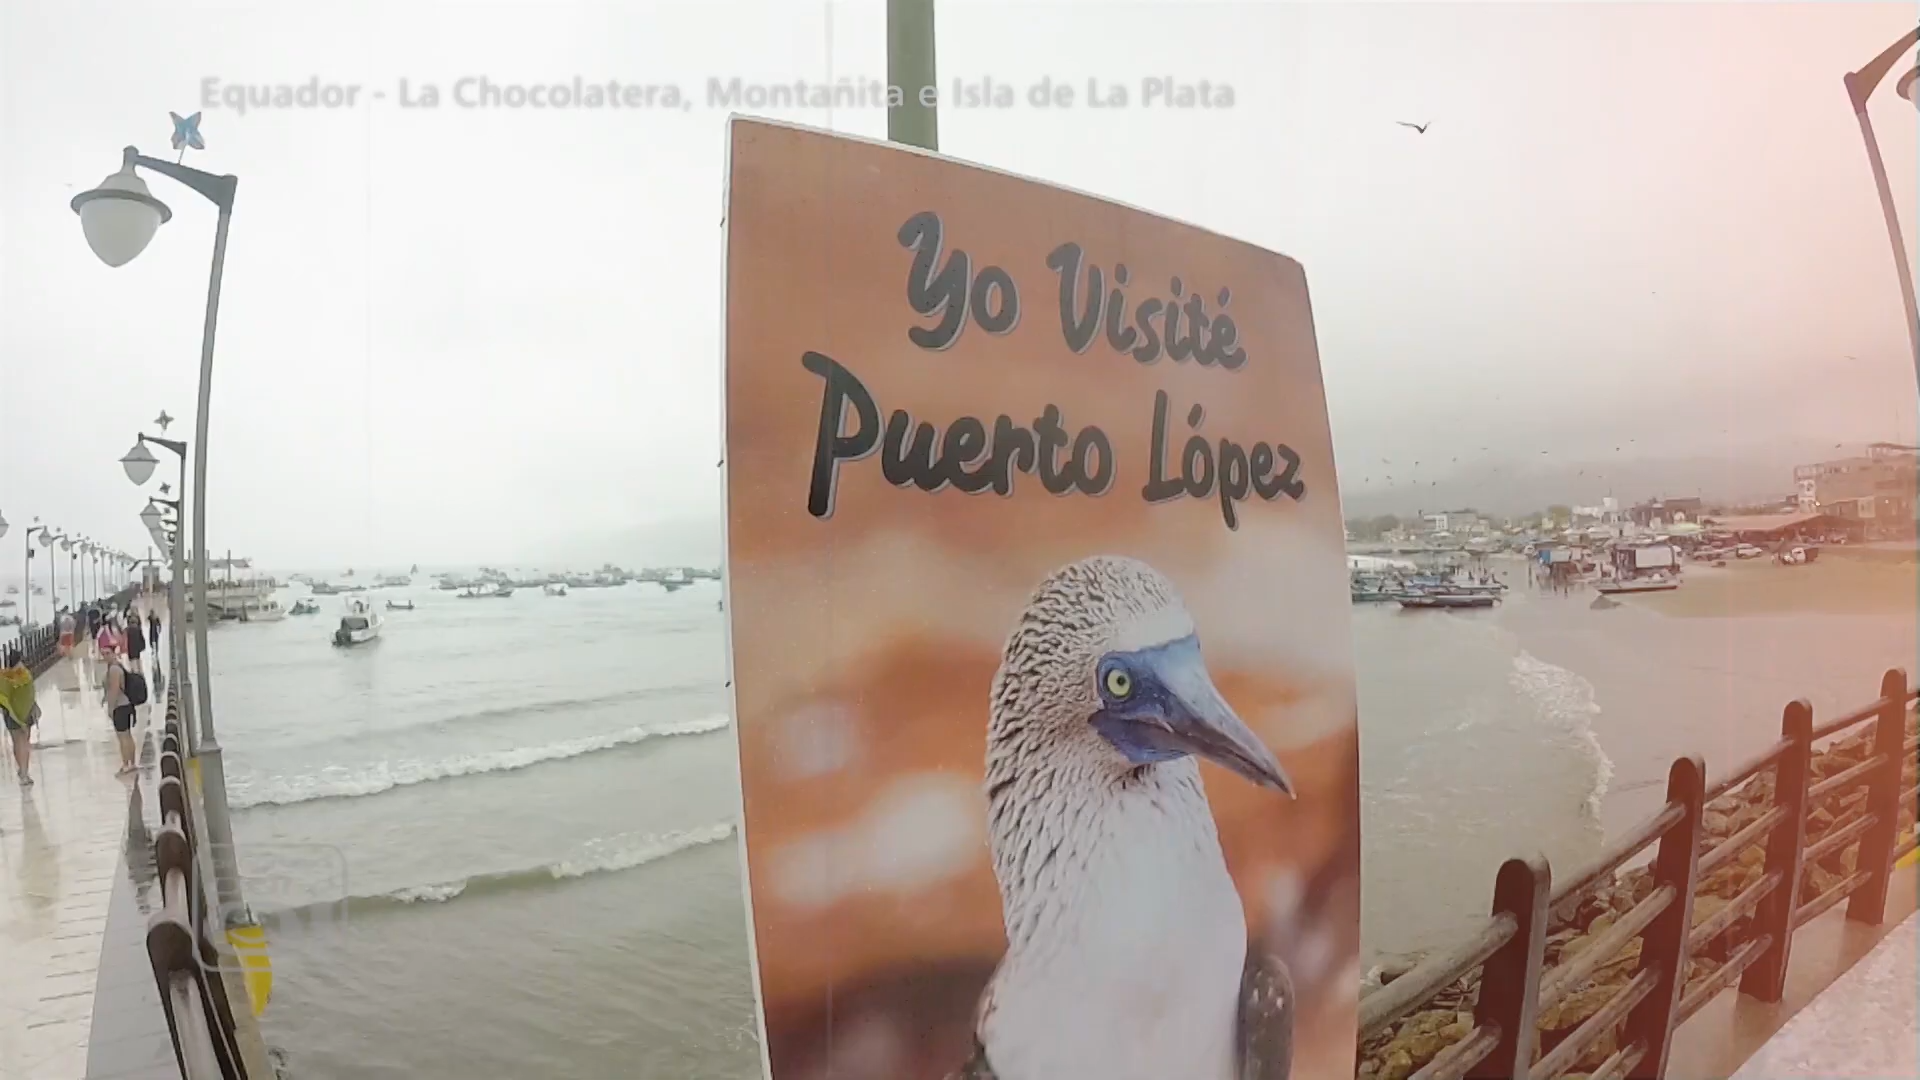 Equador - La Chocolatera, Montañita e Isla de La Plata
Yo Visité
Puerto López